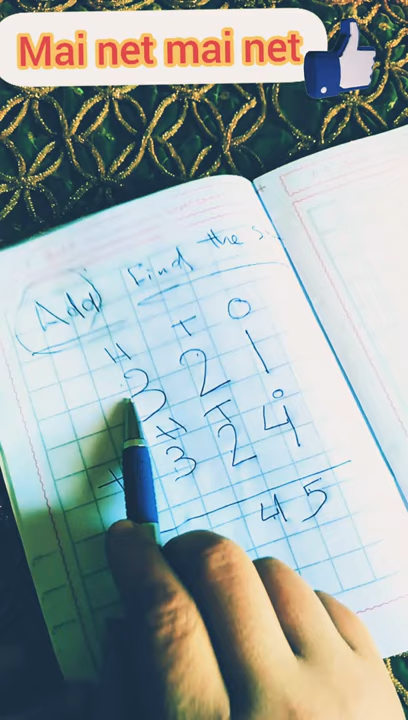 Mai net mai net
Add Find the
H T O
3 2 1
H T O
+ 3 2 4
4 5